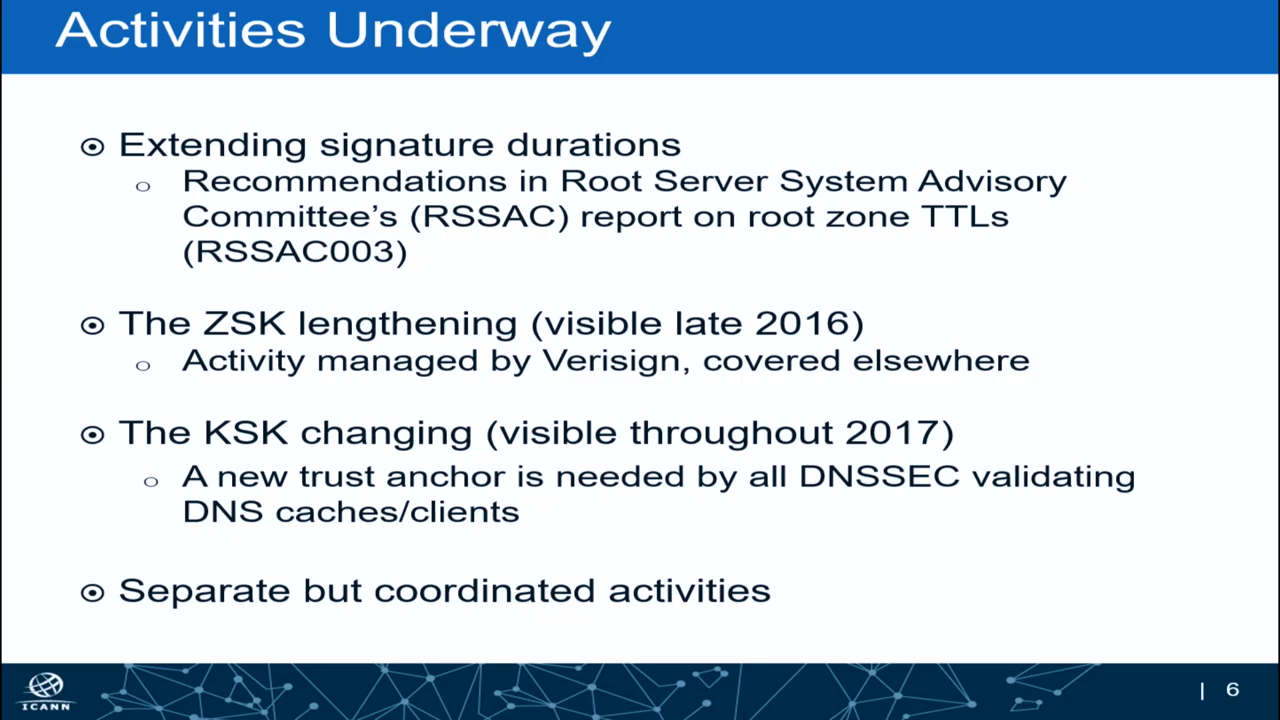 Activities Underway
Extending signature durations
Recommendations in Root Server System Advisory
Committee's (RSSAC) report on root zone TTLs
(RSSAC003)
The ZSK lengthening (visible late 2016)
Activity managed by Verisign, covered elsewhere
The KSK changing (visible throughout 2017)
A new trust anchor is needed by all DNSSEC validating
DNS caches/clients
Separate but coordinated activities
ICANN
| 6